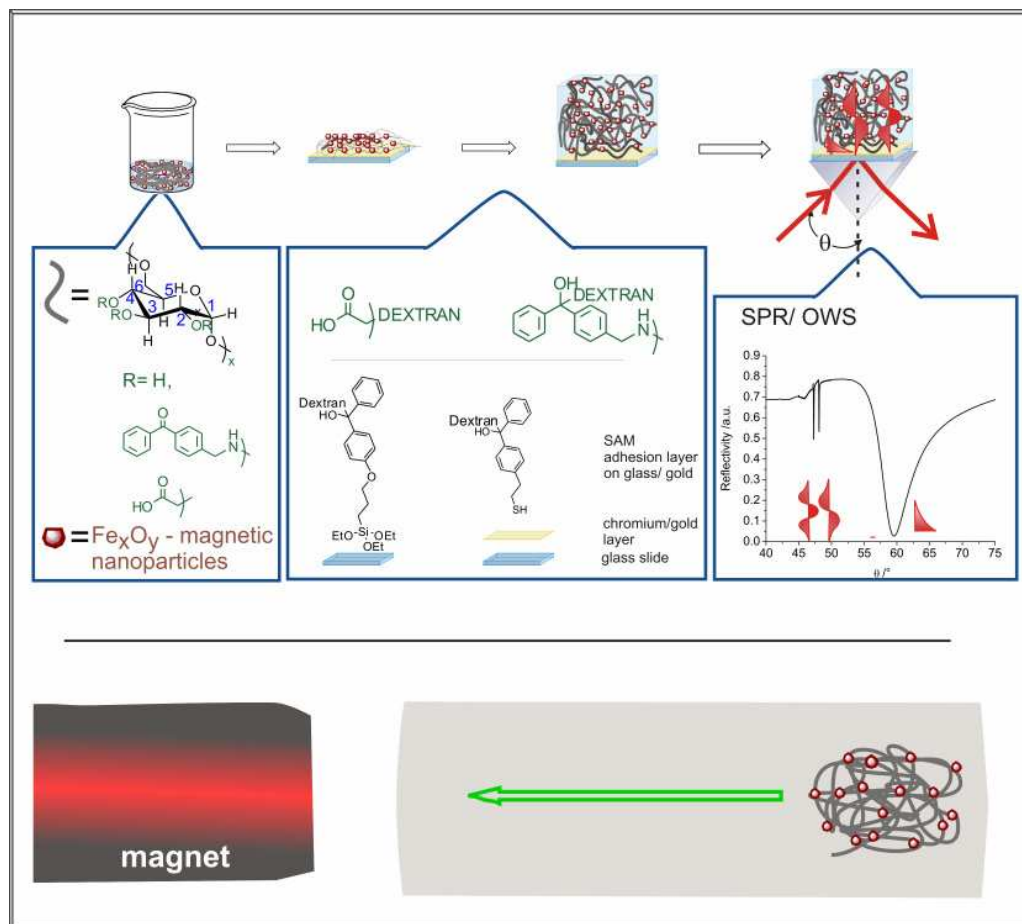 θ
=
O
H
O
RO
6
5
H
O
1
4
3
H
RO
2
OR
H
H
H
O
x
R= H,
O
N
H
O
HO
= FexOy - magnetic
nanoparticles
O
HO
DEXTRAN
OH
DEXTRAN
N
H
Dextran
HO
O
Si
EtO
OEt
OEt
Dextran
HO
SH
SAM
adhesion layer
on glass/ gold
chromium/gold
layer
glass slide
SPR/ OWS
Reflectivity /a.u.
0.9
0.8
0.7
0.6
0.5
0.4
0.3
0.2
0.1
0.0
40 45 50 55 60 65 70 75
θ /°
magnet